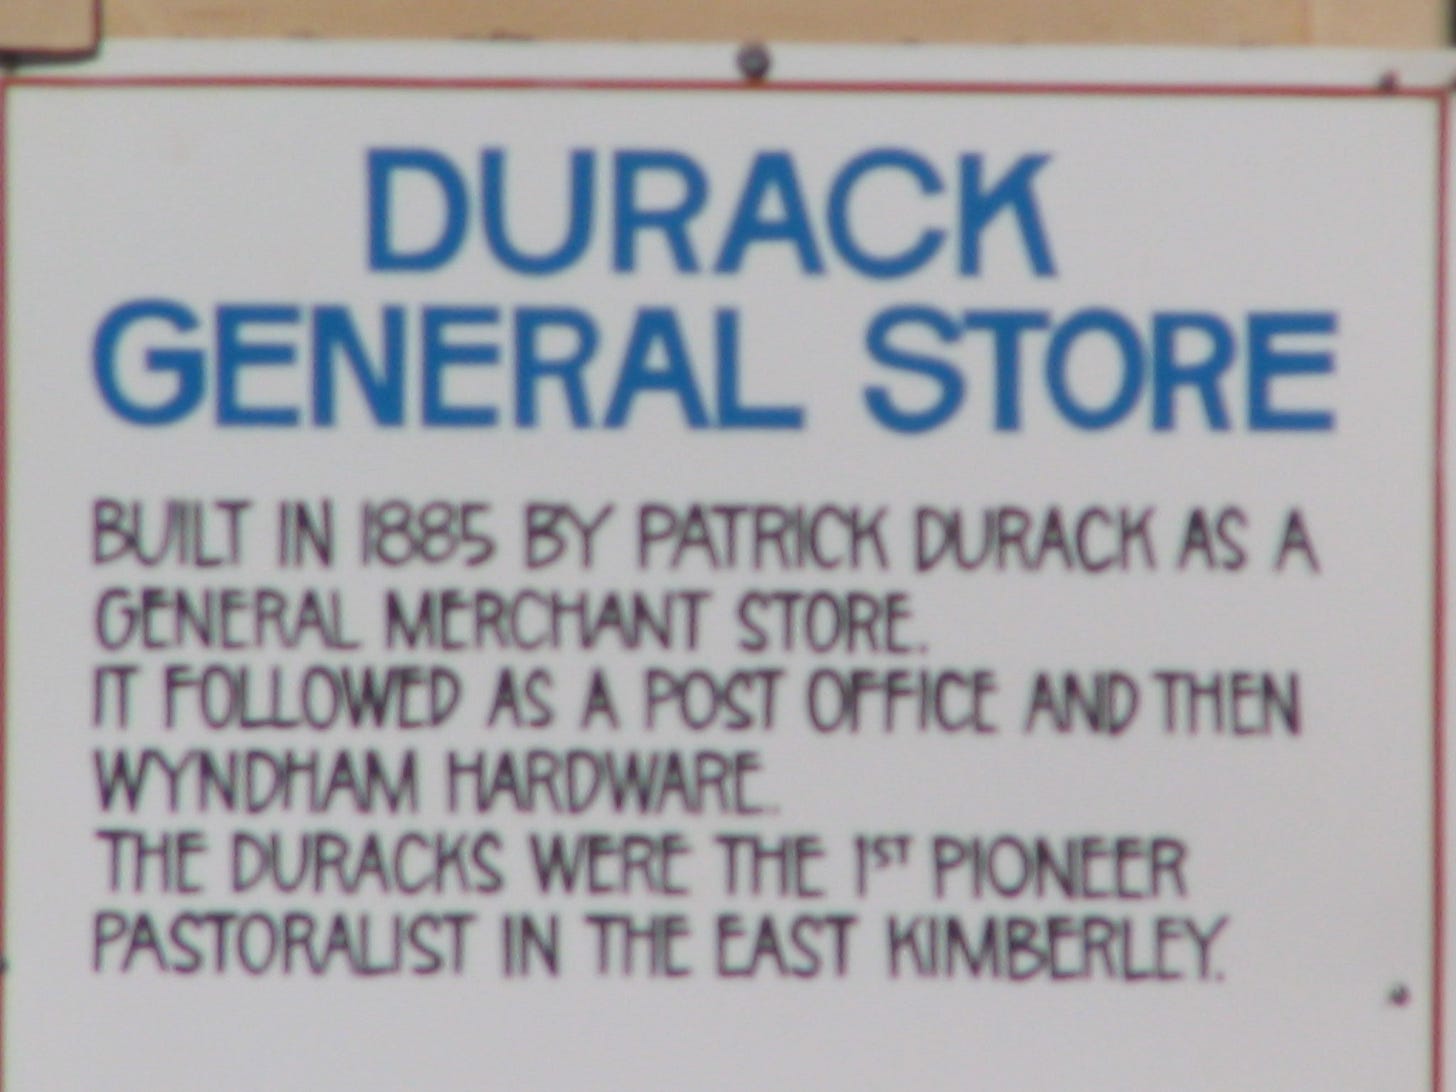 DURACK
GENERAL STORE
BUILT IN 1885 BY PATRICK DURACK AS A
GENERAL MERCHANT STORE.
IT FOLLOWED AS A POST OFFICE AND THEN
WYNDHAM HARDWARE.
THE DURACKS WERE THE 1ST PIONEER
PASTORALIST IN THE EAST KIMBERLEY.